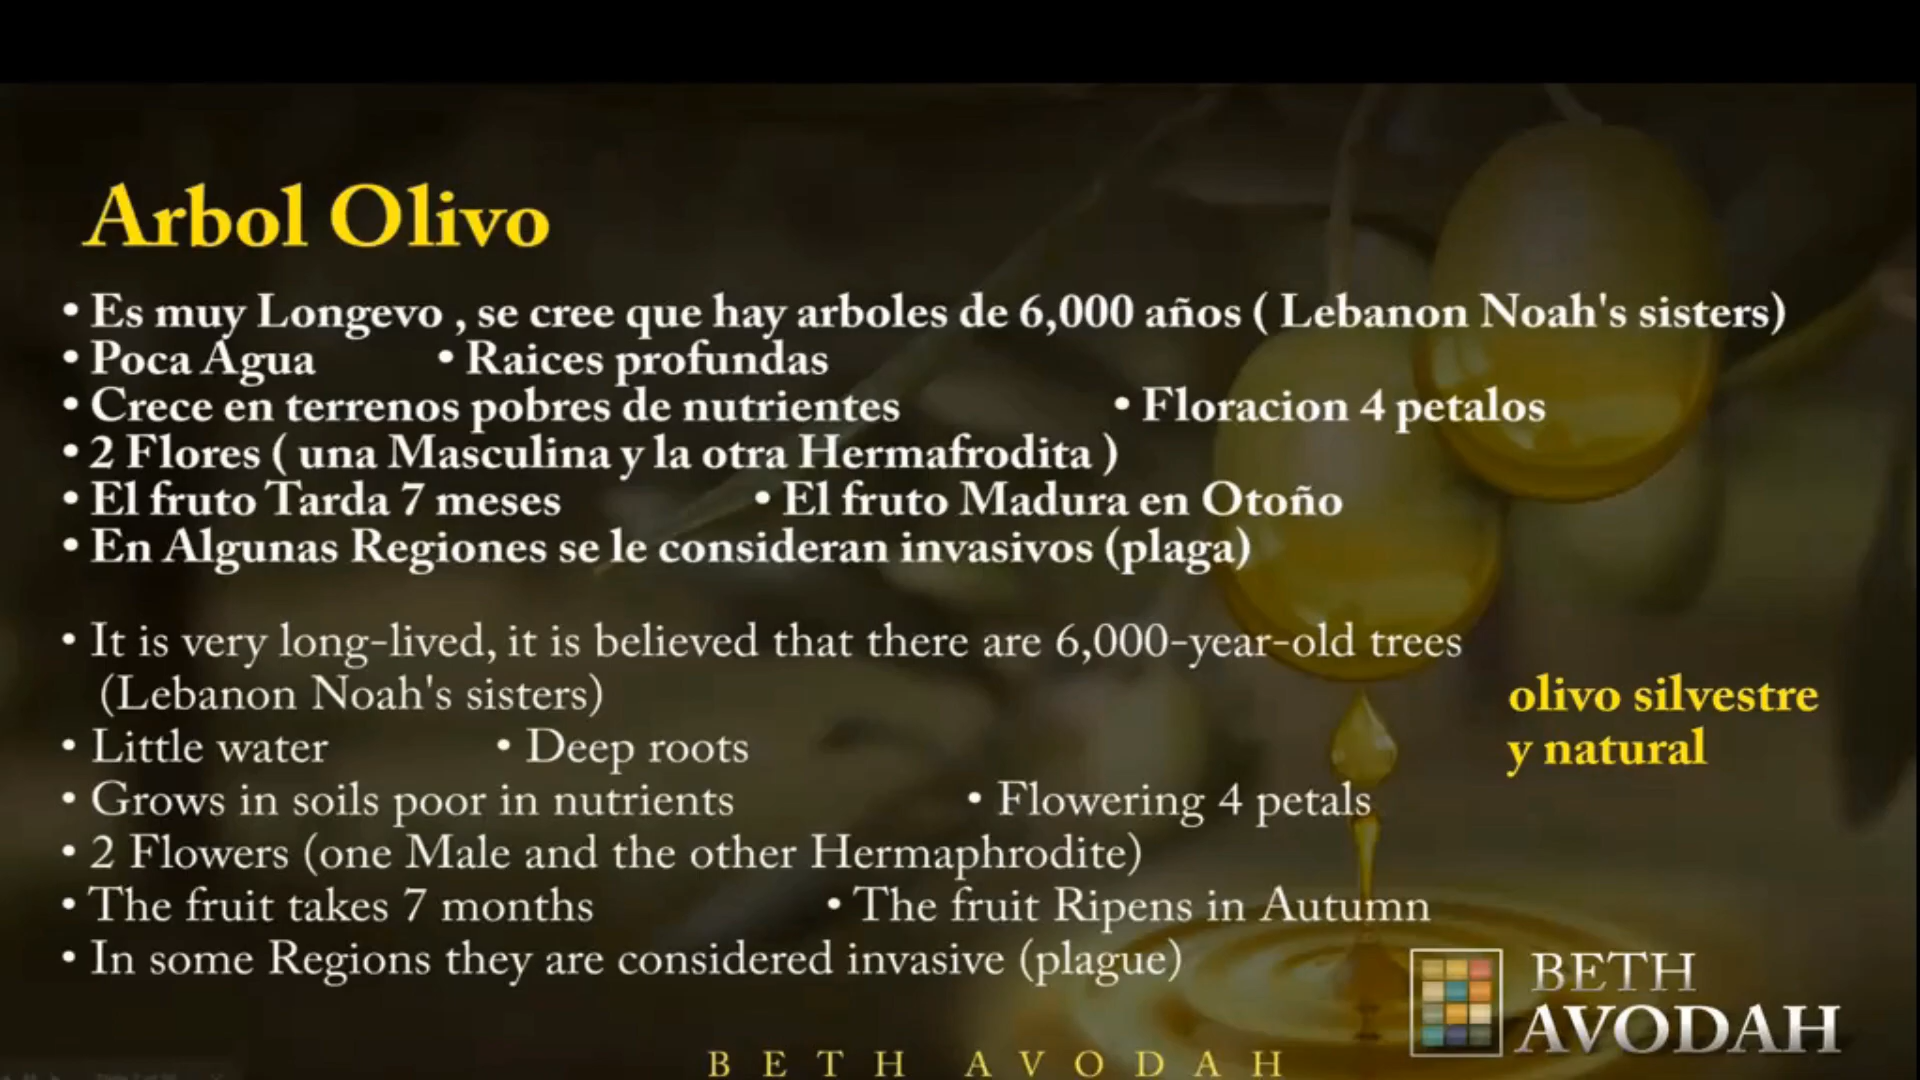 Arbol Olivo
• Es muy Longevo , se cree que hay arboles de 6,000 años ( Lebanon Noah's sisters)
• Poca Agua • Raices profundas
• Crece en terrenos pobres de nutrientes • Floracion 4 petalos
• 2 Flores ( una Masculina y la otra Hermafrodita )
• El fruto Tarda 7 meses • El fruto Madura en Otoño
• En Algunas Regiones se le consideran invasivos (plaga)
• It is very long-lived, it is believed that there are 6,000-year-old trees
(Lebanon Noah's sisters)
• Little water • Deep roots
• Grows in soils poor in nutrients • Flowering 4 petals
• 2 Flowers (one Male and the other Hermaphrodite)
• The fruit takes 7 months • The fruit Ripens in Autumn
• In some Regions they are considered invasive (plague)
olivo silvestre
y natural
BETH
AVODAH
BETH AVODAH